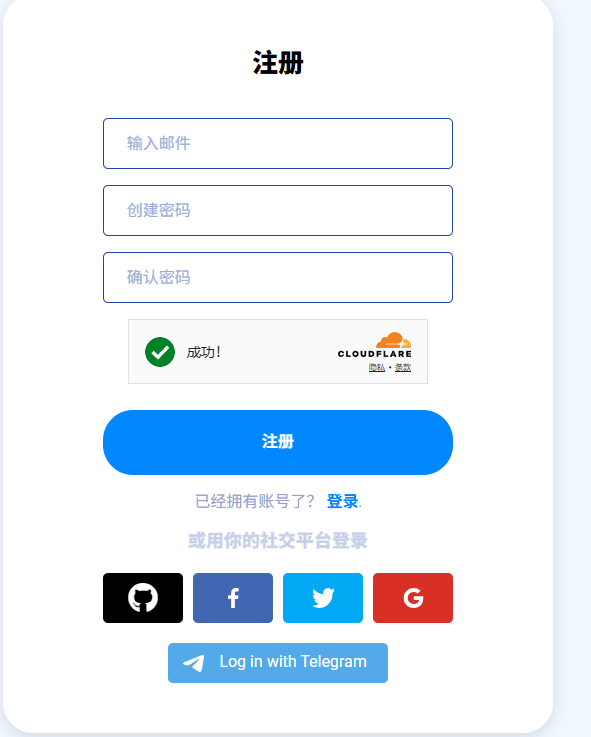 注册
输入邮件
创建密码
确认密码
成功!
CLOUDFLARE
隐私 • 条款
注册
已经拥有账号了? 登录.
或用你的社交平台登录
Log in with Telegram